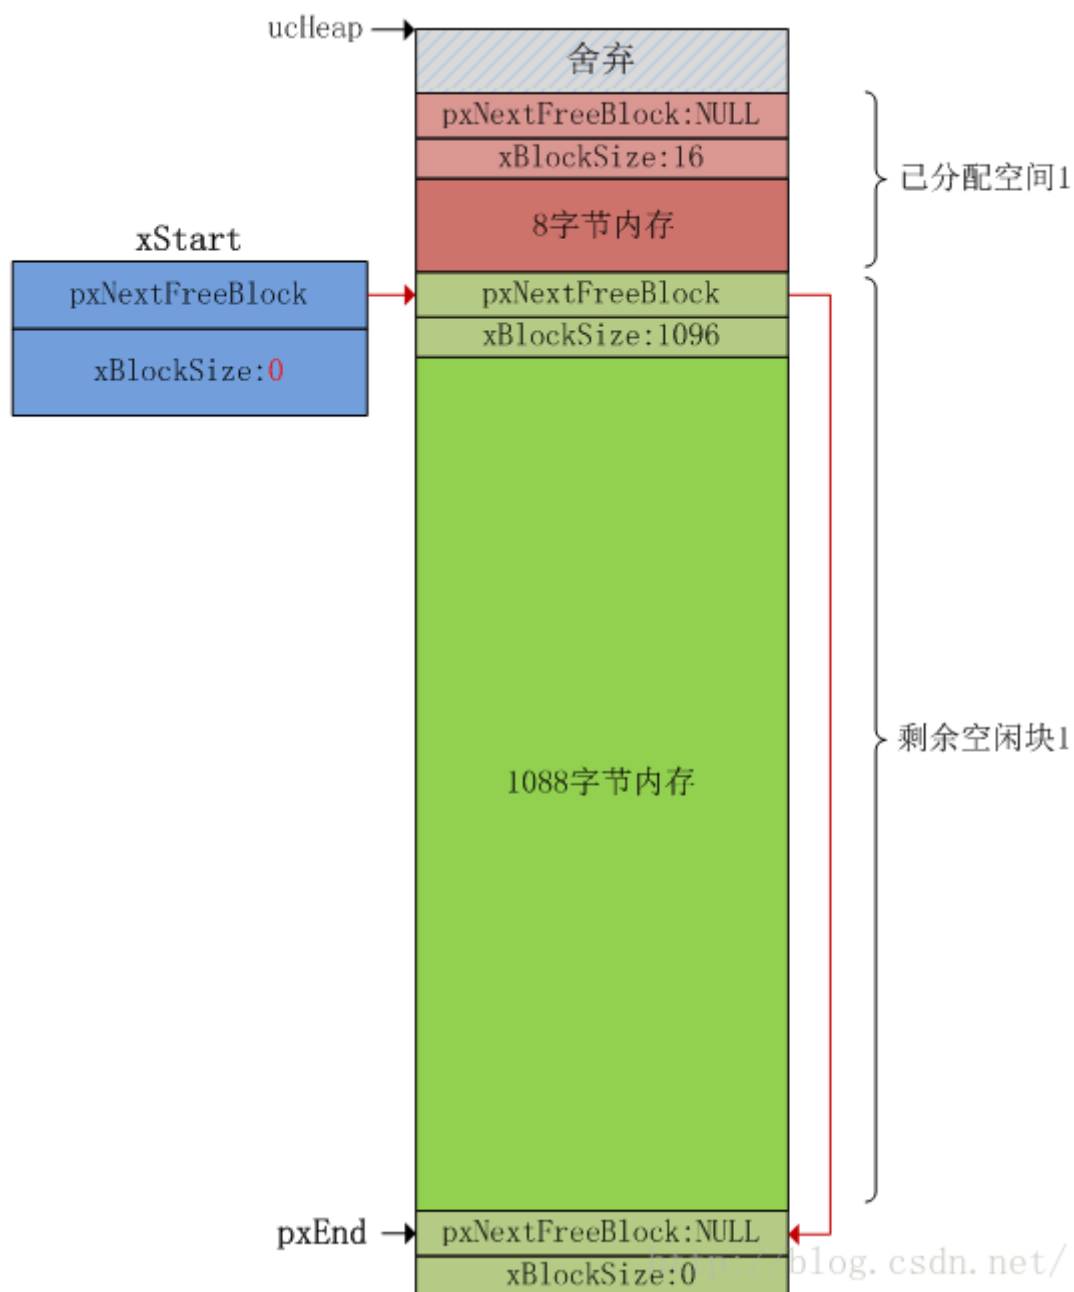 ucHeap
舍弃
pxNextFreeBlock:NULL
xBlockSize:16
8字节内存
已分配空间1
xStart
pxNextFreeBlock
xBlockSize:0
pxNextFreeBlock
xBlockSize:1096
1088字节内存
剩余空闲块1
pxEnd
pxNextFreeBlock:NULL
xBlockSize:0
http://blog.csdn.net/